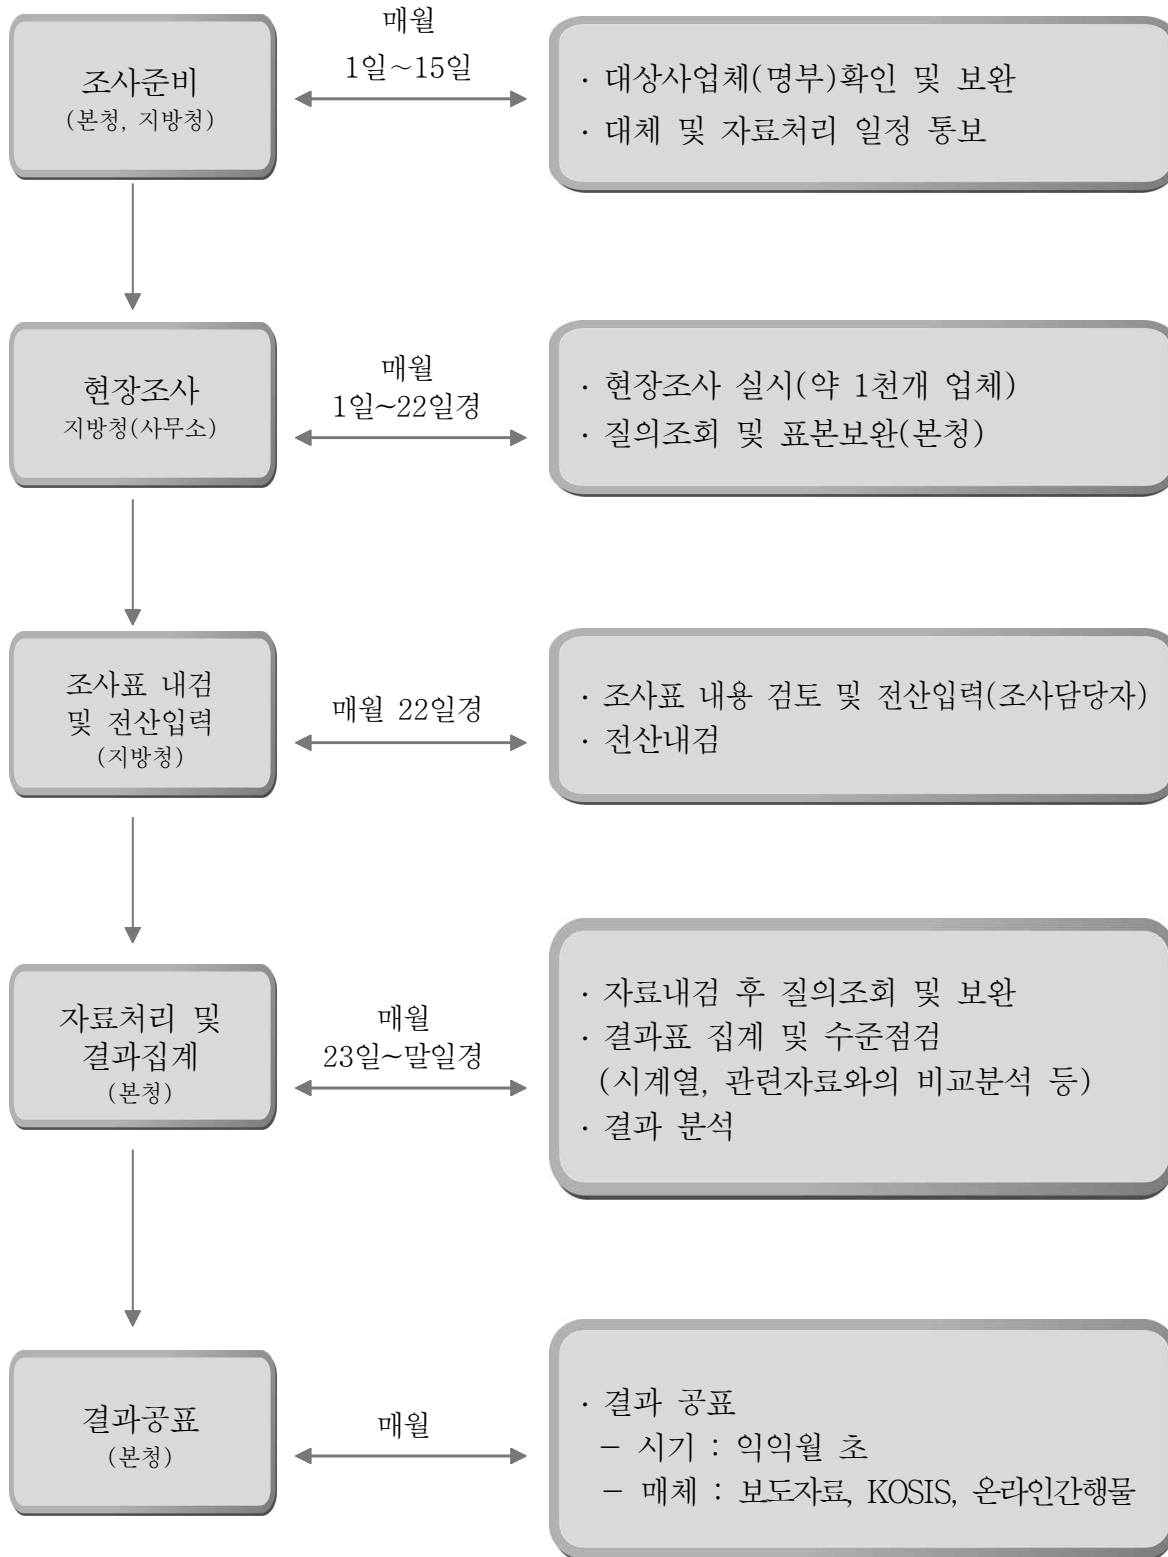 조사준비
(본청, 지방청)
매월
1일~15일
· 대상사업체(명부)확인 및 보완
· 대체 및 자료처리 일정 통보
현장조사
지방청(사무소)
매월
1일~22일경
· 현장조사 실시(약 1천개 업체)
· 질의조회 및 표본보완(본청)
조사표 내검
및 전산입력
(지방청)
매월 22일경
· 조사표 내용 검토 및 전산입력(조사담당자)
· 전산내검
자료처리 및
결과집계
(본청)
매월
23일~말일경
· 자료내검 후 질의조회 및 보완
· 결과표 집계 및 수준점검
(시계열, 관련자료와의 비교분석 등)
· 결과 분석
결과공표
(본청)
매월
· 결과 공표
- 시기 : 익익월 초
- 매체 : 보도자료, KOSIS, 온라인간행물